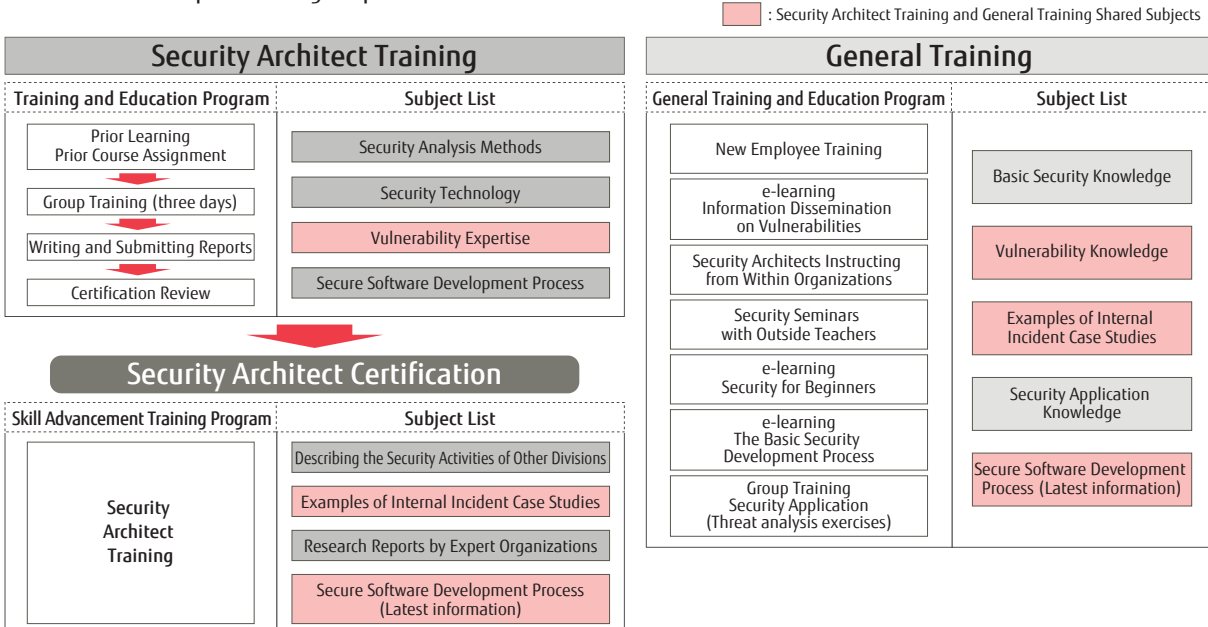 : Security Architect Training and General Training Shared Subjects
Security Architect Training
Training and Education Program
Subject List
Prior Learning
Prior Course Assignment
Group Training (three days)
Writing and Submitting Reports
Certification Review
Security Analysis Methods
Security Technology
Vulnerability Expertise
Secure Software Development Process
Security Architect Certification
Skill Advancement Training Program
Subject List
Security
Architect
Training
Describing the Security Activities of Other Divisions
Examples of Internal Incident Case Studies
Research Reports by Expert Organizations
Secure Software Development Process
(Latest information)
General Training
General Training and Education Program
Subject List
New Employee Training
e-learning
Information Dissemination
on Vulnerabilities
Security Architects Instructing
from Within Organizations
Security Seminars
with Outside Teachers
e-learning
Security for Beginners
e-learning
The Basic Security
Development Process
Group Training
Security Application
(Threat analysis exercises)
Basic Security Knowledge
Vulnerability Knowledge
Examples of Internal
Incident Case Studies
Security Application
Knowledge
Secure Software Development
Process (Latest information)